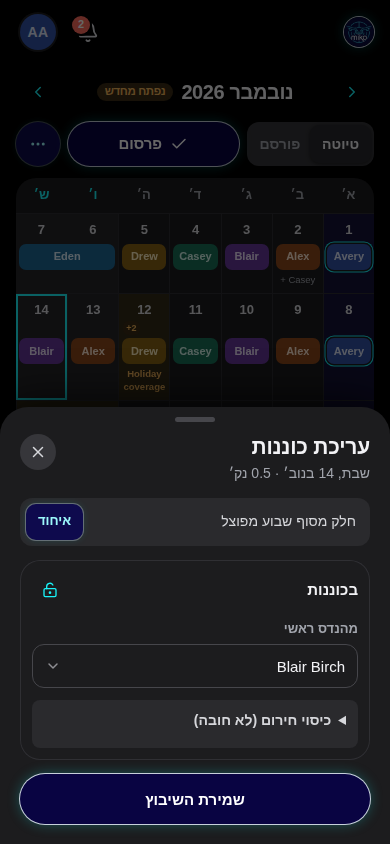 AA
2
miluo
נובמבר 2026
נפתח מחדש
טיוטה
פורסם
פרסום
א׳ ב׳ ג׳ ד׳ ה׳ ו׳ ש׳
1 2 3 4 5 6 7
Avery Alex Blair Casey Drew Eden
+ Casey
8 9 10 11 12 13 14
+2
Avery Alex Blair Casey Drew Alex Blair
Holiday
coverage
עריכת כוננות
שבת, 14 בנוב׳ · 0.5 נק׳
חלק מסוף שבוע מפוצל
איחוד
בכוננות
מהנדס ראשי
Blair Birch
כיסוי חירום (לא חובה)
שמירת השיבוץ